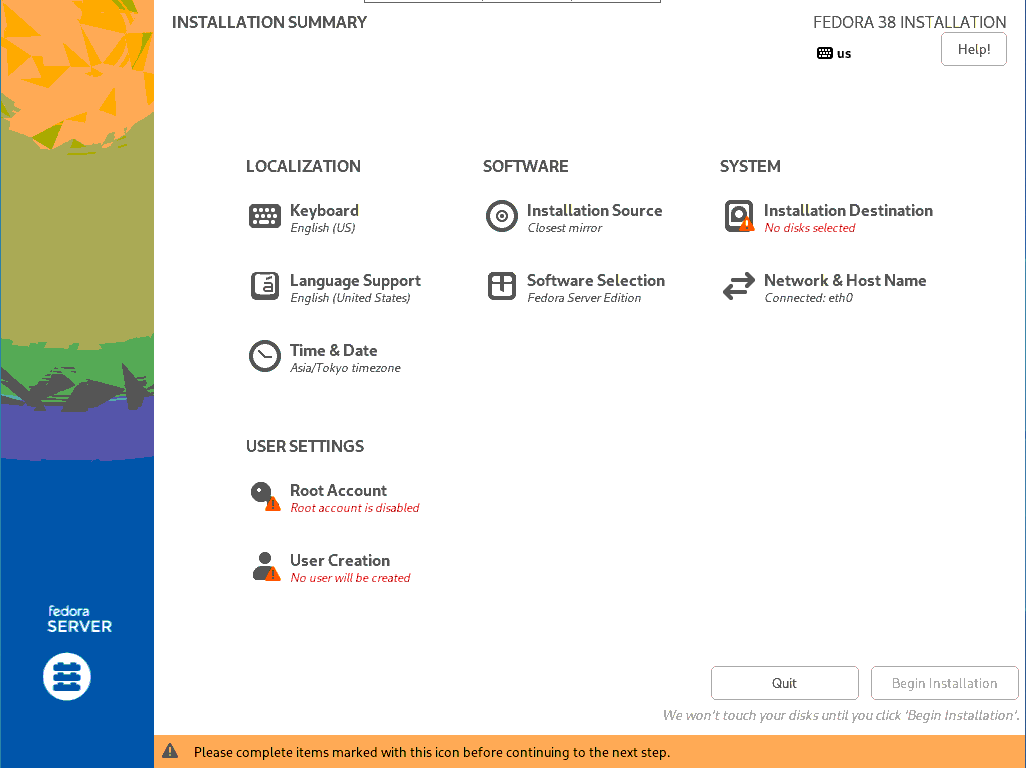 INSTALLATION SUMMARY
FEDORA 38 INSTALLATION
us
Help!
LOCALIZATION
Keyboard
English (US)
Language Support
English (United States)
Time & Date
Asia/Tokyo timezone
SOFTWARE
Installation Source
Closest mirror
Software Selection
Fedora Server Edition
SYSTEM
Installation Destination
No disks selected
Network & Host Name
Connected: eth0
USER SETTINGS
Root Account
Root account is disabled
User Creation
No user will be created
fedora
SERVER
Quit
Begin Installation
We won't touch your disks until you click 'Begin Installation'.
Please complete items marked with this icon before continuing to the next step.